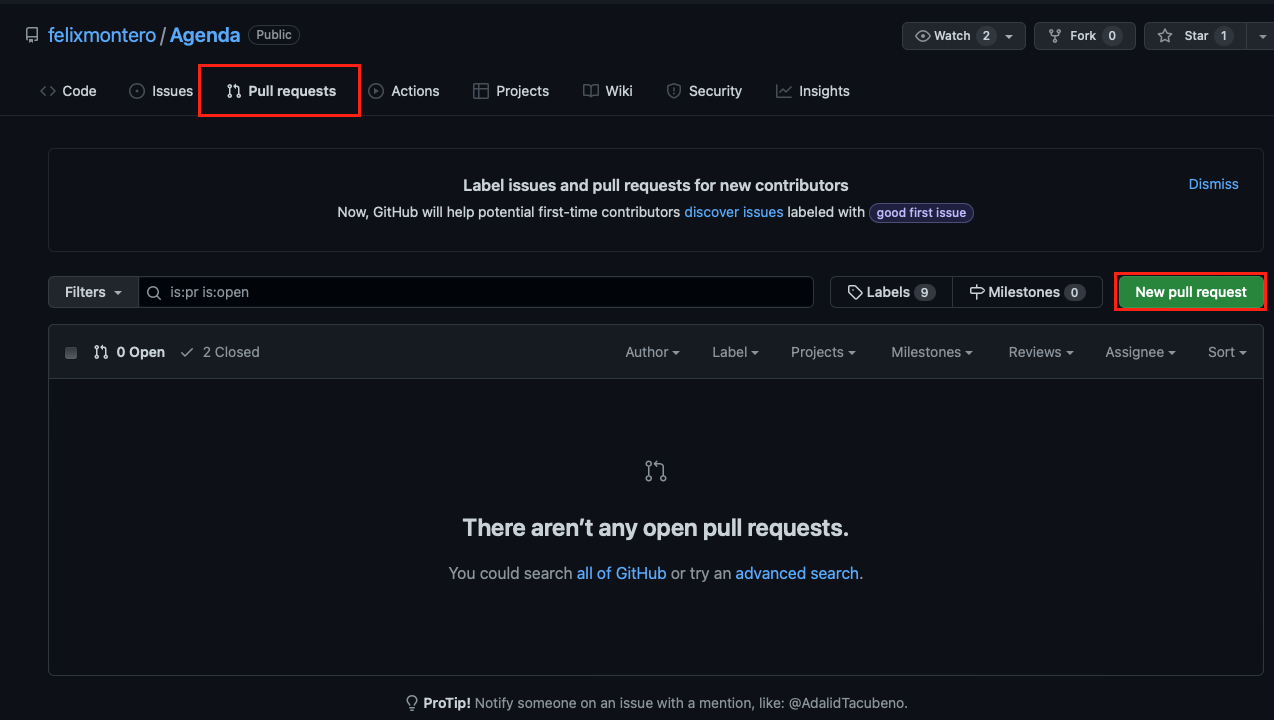 felixmontero / Agenda Public
Watch 2 Fork 0 Star 1
Code Issues Pull requests Actions Projects Wiki Security Insights
Label issues and pull requests for new contributors
Dismiss
Now, GitHub will help potential first-time contributors discover issues labeled with good first issue
Filters is:pr is:open Labels 9 Milestones 0 New pull request
0 Open 2 Closed Author Label Projects Milestones Reviews Assignee Sort
There aren’t any open pull requests.
You could search all of GitHub or try an advanced search.
ProTip! Notify someone on an issue with a mention, like: @AdalidTacubeno.